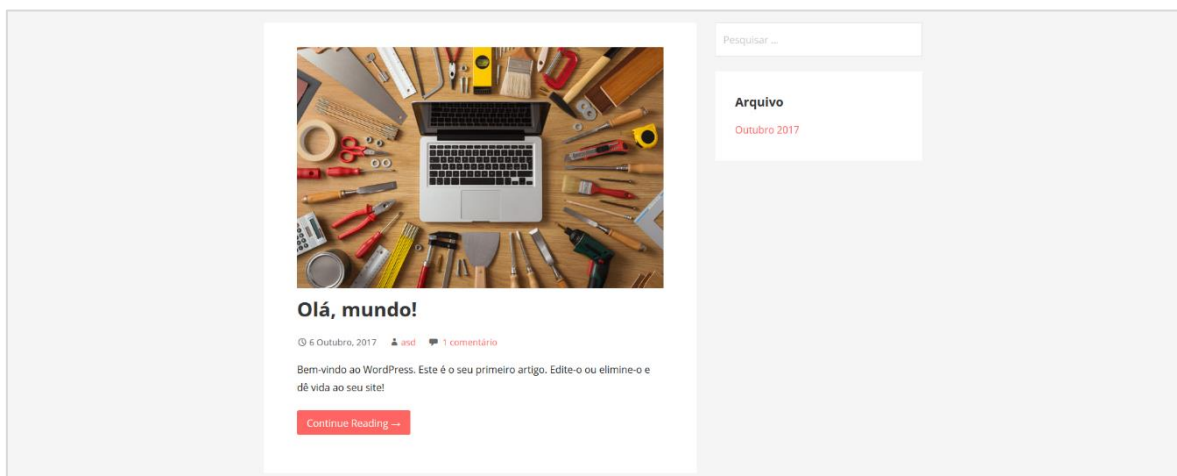 Olá, mundo!
6 Outubro, 2017 asd 1 comentário
Bem-vindo ao WordPress. Este é o seu primeiro artigo. Edite-o ou elimine-o e
dê vida ao seu site!
Continue Reading →
Pesquisar ...
Arquivo
Outubro 2017